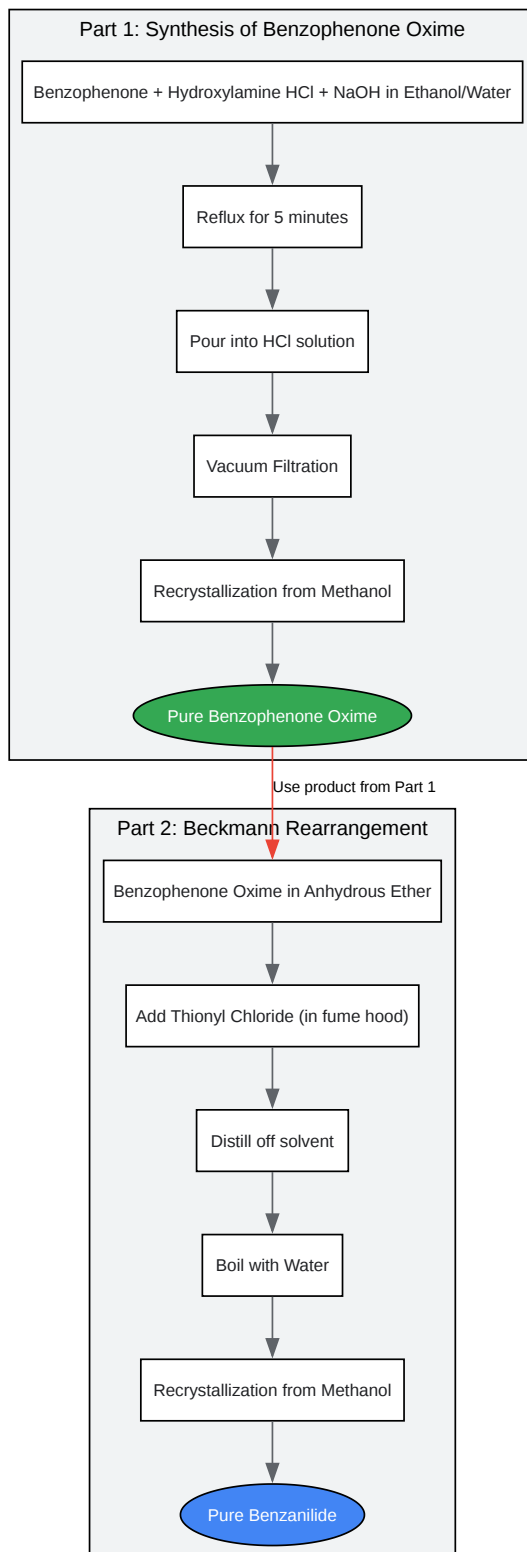 Part 1: Synthesis of Benzophenone Oxime
Benzophenone + Hydroxylamine HCl + NaOH in Ethanol/Water
Reflux for 5 minutes
Pour into HCl solution
Vacuum Filtration
Recrystallization from Methanol
Pure Benzophenone Oxime
Use product from Part 1
Part 2: Beckmann Rearrangement
Benzophenone Oxime in Anhydrous Ether
Add Thionyl Chloride (in fume hood)
Distill off solvent
Boil with Water
Recrystallization from Methanol
Pure Benzanilide